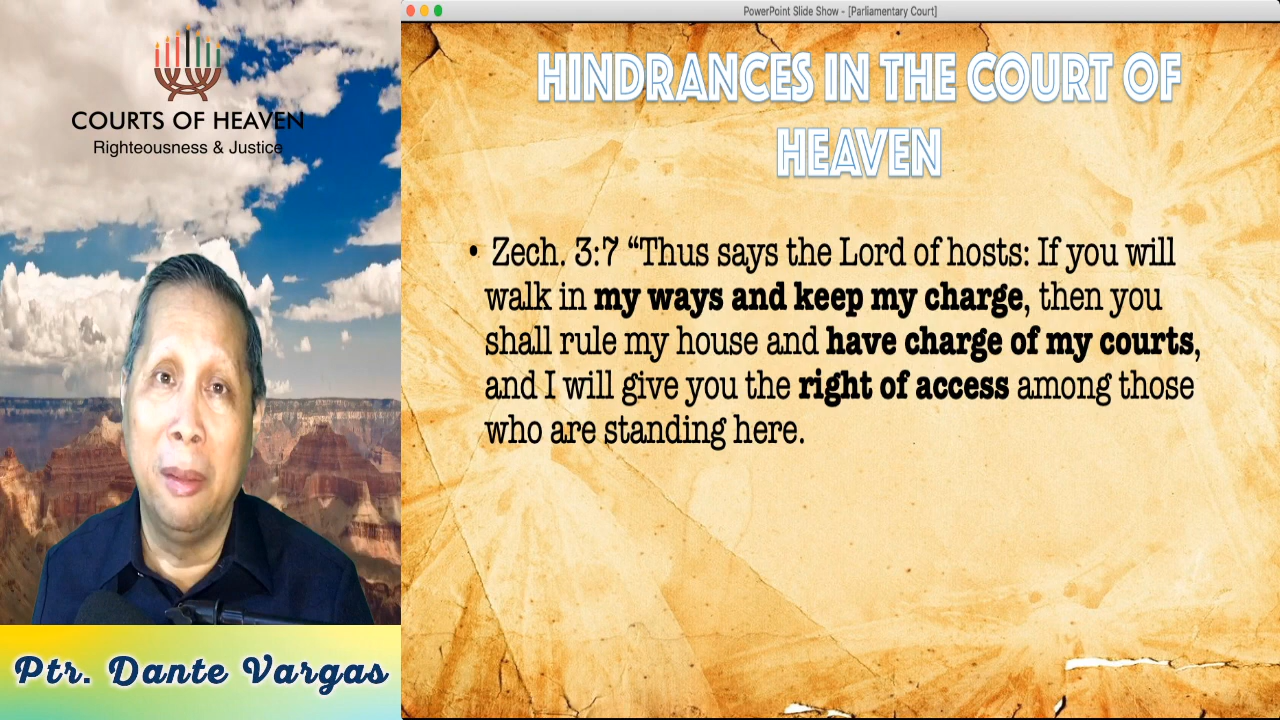 PowerPoint Slide Show - [Parliamentary Court]
COURTS OF HEAVEN
Righteousness & Justice
HINDRANCES IN THE COURT OF
HEAVEN
• Zech. 3:7 “Thus says the Lord of hosts: If you will
walk in my ways and keep my charge, then you
shall rule my house and have charge of my courts,
and I will give you the right of access among those
who are standing here.
Ptr. Dante Vargas